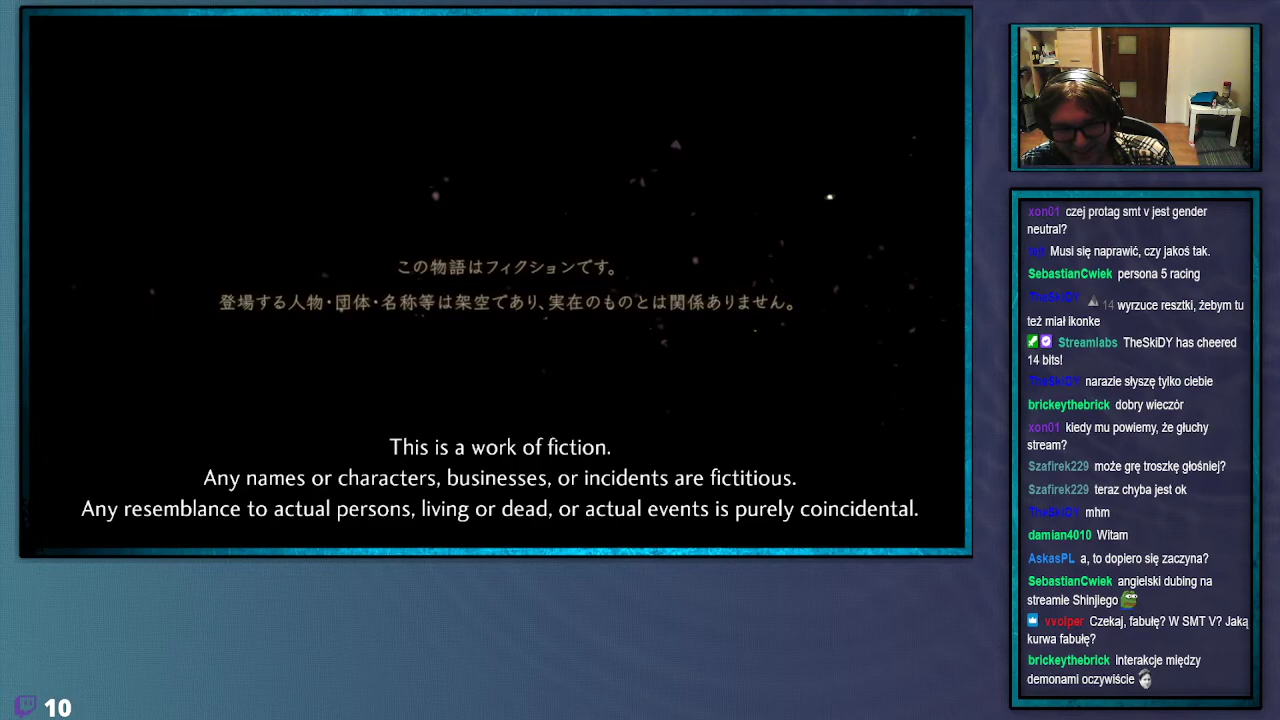 この物語はフィクションです。
登場する人物・団体・名称等は架空であり、実在のものとは関係ありません。
This is a work of fiction.
Any names or characters, businesses, or incidents are fictitious.
Any resemblance to actual persons, living or dead, or actual events is purely coincidental.
xon01 czej protag smt v jest gender
neutral?
Musi się naprawić, czy jakoś tak.
SebastianCwiek persona 5 racing
TheSkiDY 14 wyrzuce resztki, żebym tu
też miał ikonke
Streamlabs TheSkiDY has cheered
14 bits!
TheSkiDY narazie słyszę tylko ciebie
brickeythebrick dobry wieczór
xon01 kiedy mu powiemy, że głuchy
stream?
Szafirek229 może grę troszkę głośniej?
Szafirek229 teraz chyba jest ok
TheSkiDY mhm
damian4010 Witam
AskasPL a, to dopiero się zaczyna?
SebastianCwiek angielski dubing na
streamie Shinjiego
vvolper Czekaj, fabułę? W SMT V? Jaką
kurwa fabułę?
brickeythebrick Interakcje między
demonami oczywiście
10